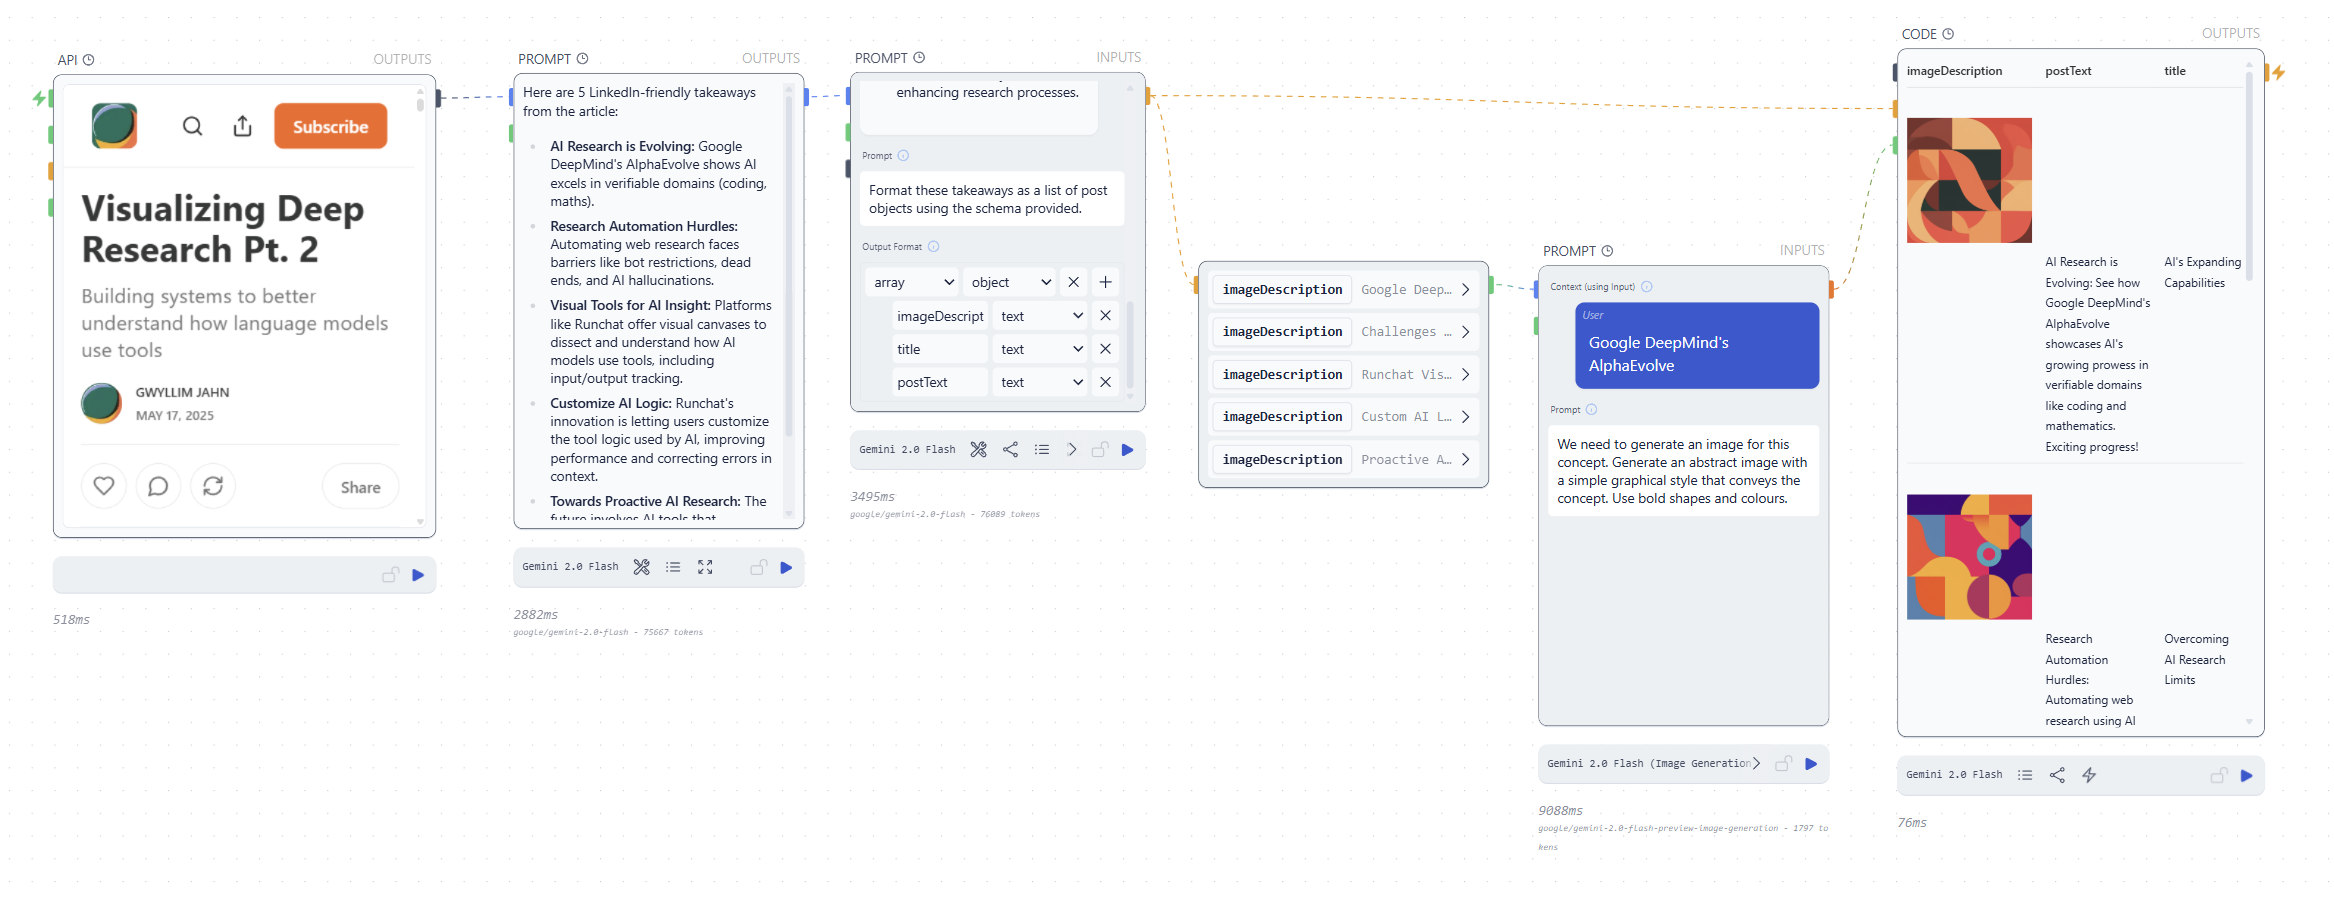 API
OUTPUTS
Subscribe
Visualizing Deep
Research Pt. 2
Building systems to better
understand how language models
use tools
GWYLLIM JAHN
MAY 17, 2025
Share
518ms
PROMPT
OUTPUTS
Here are 5 LinkedIn-friendly takeaways
from the article:
AI Research is Evolving: Google
DeepMind's AlphaEvolve shows AI
excels in verifiable domains (coding,
maths).
Research Automation Hurdles:
Automating web research faces
barriers like bot restrictions, dead
ends, and AI hallucinations.
Visual Tools for AI Insight: Platforms
like Runchat offer visual canvases to
dissect and understand how AI
models use tools, including
input/output tracking.
Customize AI Logic: Runchat's
innovation is letting users customize
the tool logic used by AI, improving
performance and correcting errors in
context.
Towards Proactive AI Research: The
future involves AI tools that
Gemini 2.0 Flash
2882ms
google/gemini-2.0-flash - 75667 tokens
PROMPT
INPUTS
enhancing research processes.
Prompt
Format these takeaways as a list of post
objects using the schema provided.
Output Format
array
object
imageDescript
text
title
text
postText
text
Gemini 2.0 Flash
3495ms
google/gemini-2.0-flash - 76089 tokens
imageDescription Google Deep...
imageDescription Challenges ...
imageDescription Runchat Vis...
imageDescription Custom AI L...
imageDescription Proactive A...
PROMPT
INPUTS
Context (using Input)
User
Google DeepMind's
AlphaEvolve
Prompt
We need to generate an image for this
concept. Generate an abstract image with
a simple graphical style that conveys the
concept. Use bold shapes and colours.
Gemini 2.0 Flash (Image Generation
9088ms
google/gemini-2.0-flash-preview-image-generation - 1797 to
kens
CODE
OUTPUTS
imageDescription
postText
title
AI Research is
Evolving: See how
Google DeepMind's
AlphaEvolve
showcases AI's
growing prowess in
verifiable domains
like coding and
mathematics.
Exciting progress!
AI's Expanding
Capabilities
Research
Automation
Hurdles:
Automating web
research using AI
Overcoming
AI Research
Limits
Gemini 2.0 Flash
76ms